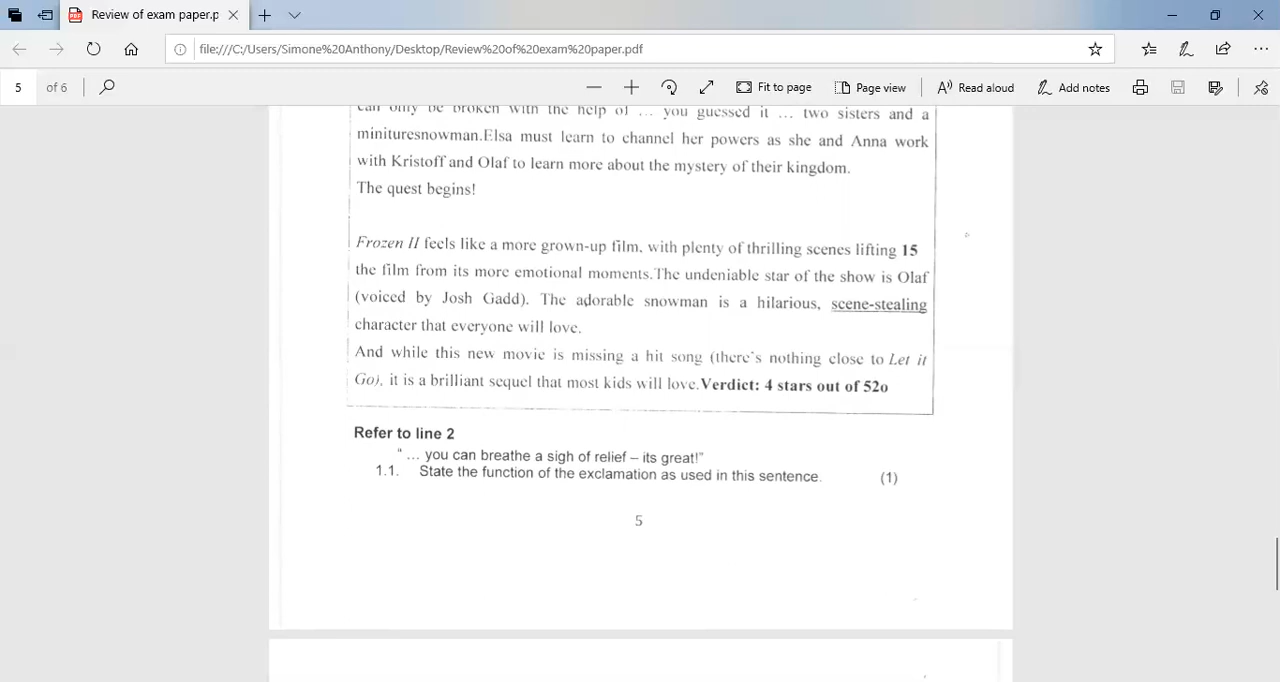 Review of exam paper.p
file:///C:/Users/Simone%20Anthony/Desktop/Review%20of%20exam%20paper.pdf
5 of 6
Fit to page
Page view
Read aloud
Add notes
can only be broken with the help of ... you guessed it ... two sisters and a
minituresnowman.Elsa must learn to channel her powers as she and Anna work
with Kristoff and Olaf to learn more about the mystery of their kingdom.
The quest begins!
Frozen II feels like a more grown-up film, with plenty of thrilling scenes lifting 15
the film from its more emotional moments.The undeniable star of the show is Olaf
(voiced by Josh Gadd). The adorable snowman is a hilarious, scene-stealing
character that everyone will love.
And while this new movie is missing a hit song (there's nothing close to Let it
Go), it is a brilliant sequel that most kids will love.Verdict: 4 stars out of 52o
Refer to line 2
" ... you can breathe a sigh of relief – its great!"
1.1. State the function of the exclamation as used in this sentence. (1)
5